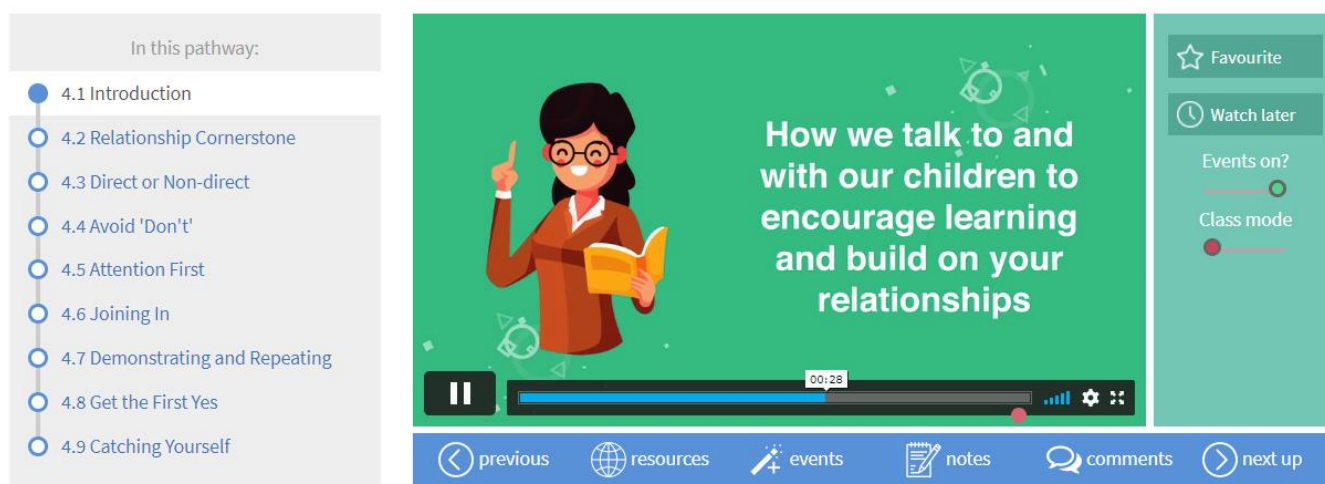 In this pathway:
4.1 Introduction
4.2 Relationship Cornerstone
4.3 Direct or Non-direct
4.4 Avoid 'Don't'
4.5 Attention First
4.6 Joining In
4.7 Demonstrating and Repeating
4.8 Get the First Yes
4.9 Catching Yourself
How we talk to and
with our children to
encourage learning
and build on your
relationships
00:28
Favourite
Watch later
Events on?
Class mode
previous
resources
events
notes
comments
next up